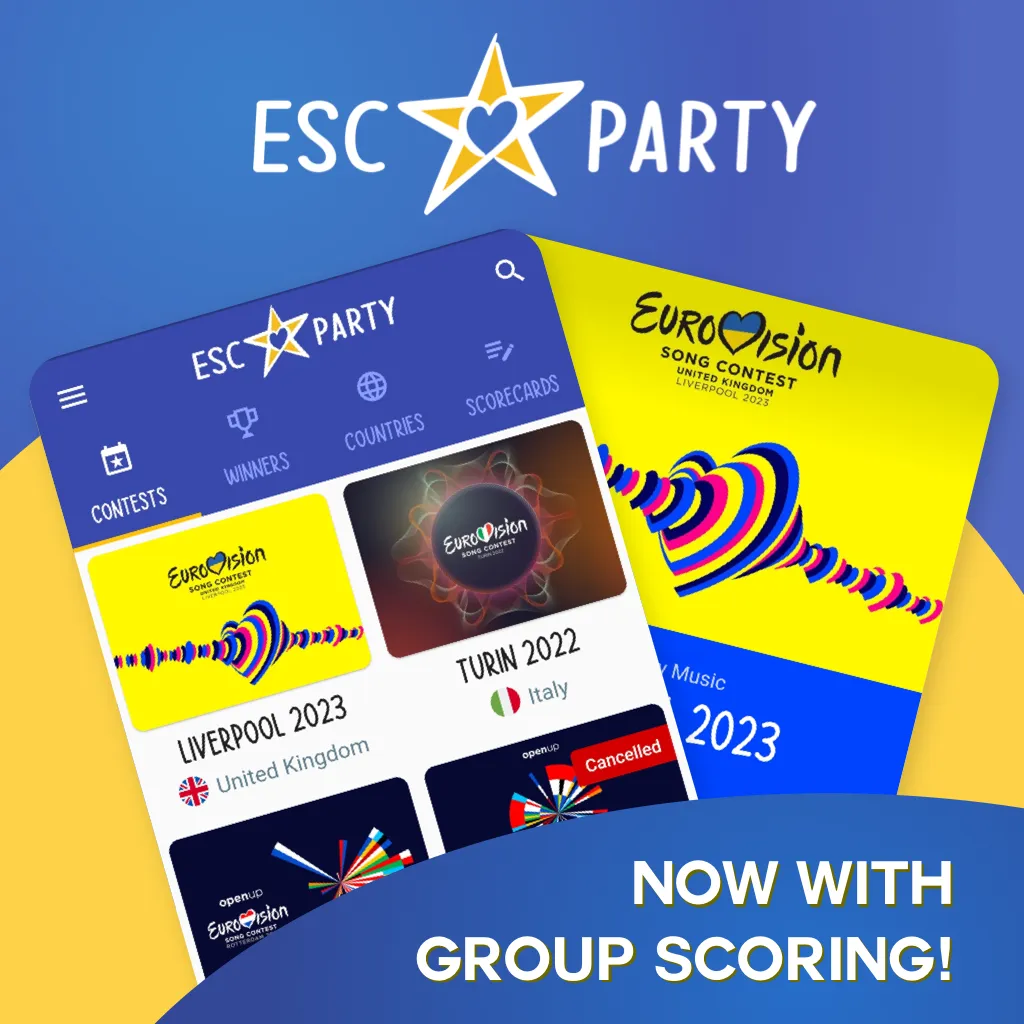 ESC PARTY
ESC PARTY
CONTESTS
WINNERS
COUNTRIES
SCORECARDS
EUROVISION
SONG CONTEST
UNITED KINGDOM
LIVERPOOL 2023
LIVERPOOL 2023
United Kingdom
EUROVISION
SONG CONTEST
TURIN 2022
TURIN 2022
Italy
openup
EUROVISION
SONG CONTEST
openup
Cancelled
EUROVISION
SONG CONTEST
UNITED KINGDOM
LIVERPOOL 2023
Music
2023
NOW WITH
GROUP SCORING!